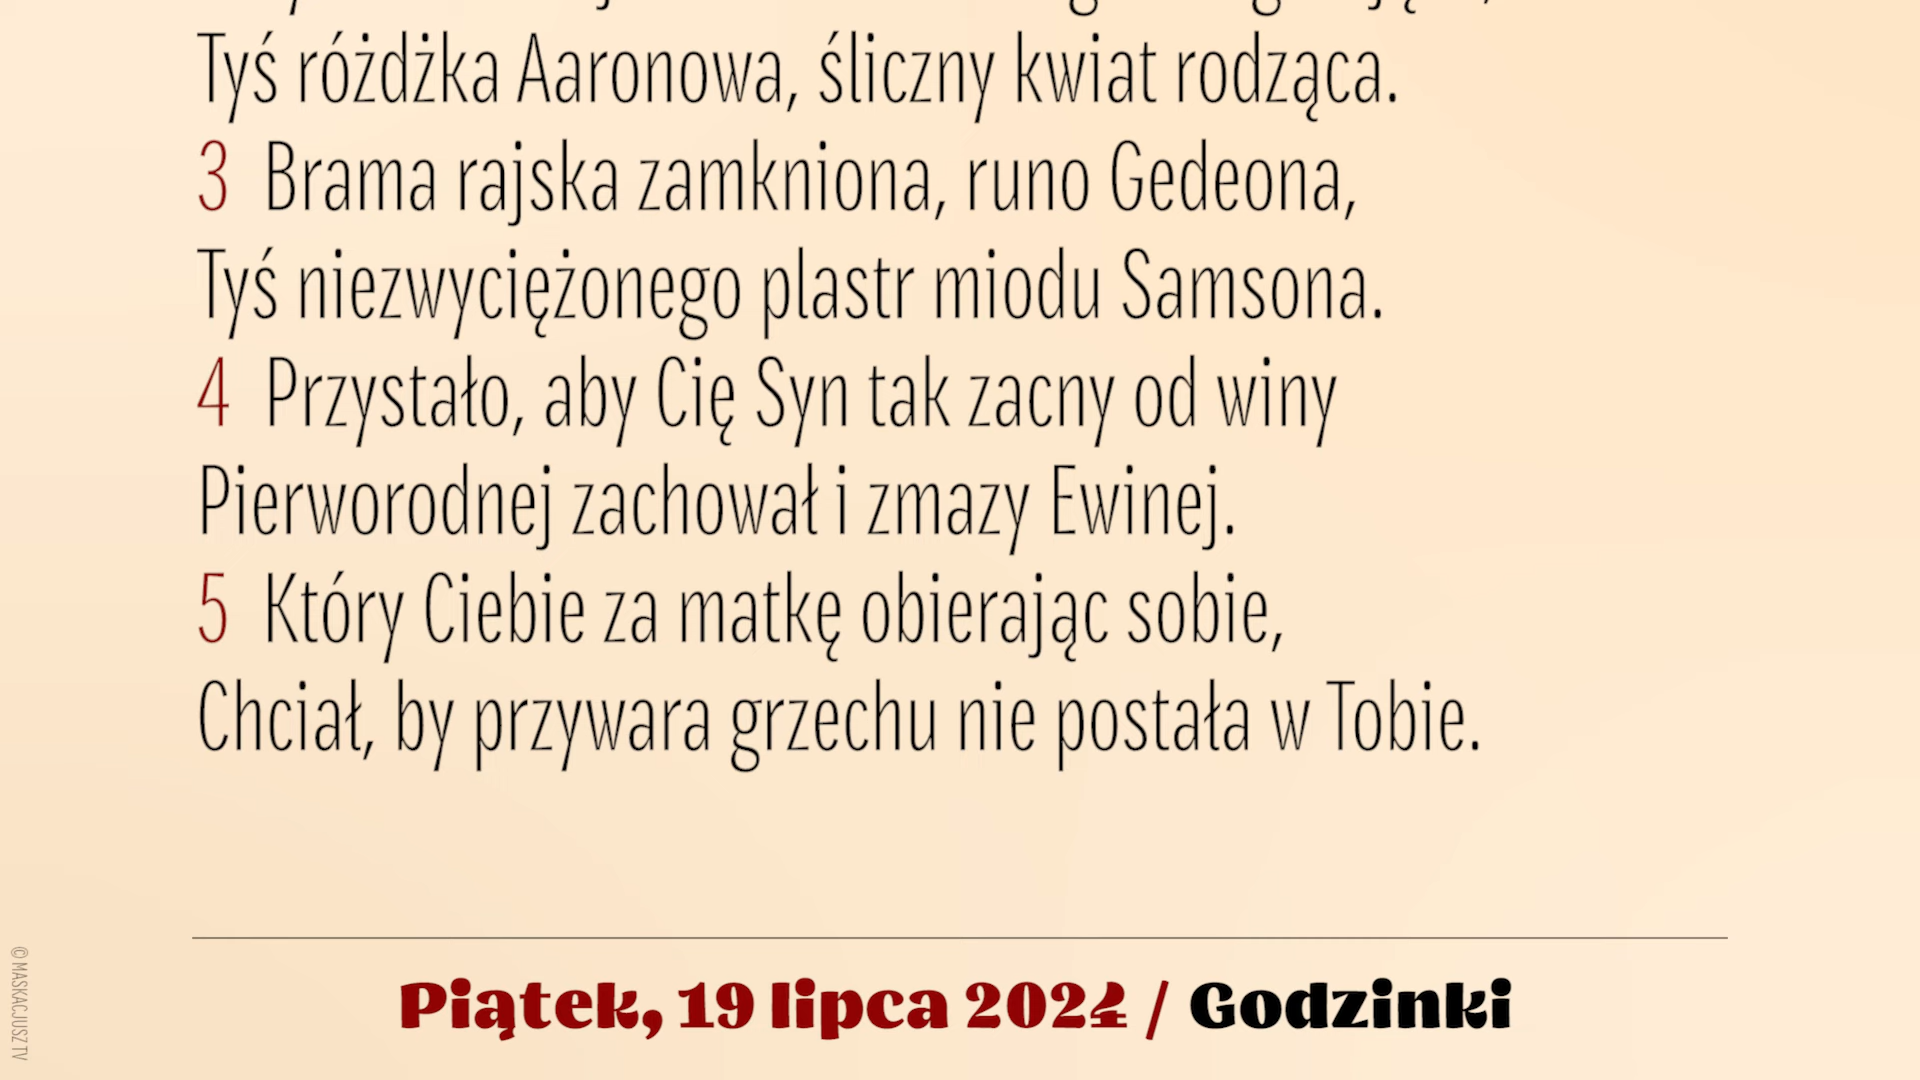 Tyś różdżka Aaronowa, śliczny kwiat rodząca.
3 Brama rajska zamkniona, runo Gedeona,
Tyś niezwyciężonego plastr miodu Samsona.
4 Przystało, aby Cię Syn tak zacny od winy
Pierworodnej zachował i zmazy Ewinej.
5 Który Ciebie za matkę obierając sobie,
Chciał, by przywara grzechu nie postała w Tobie.
Piątek, 19 lipca 2024 / Godzinki
© MASKACJUSZ TV